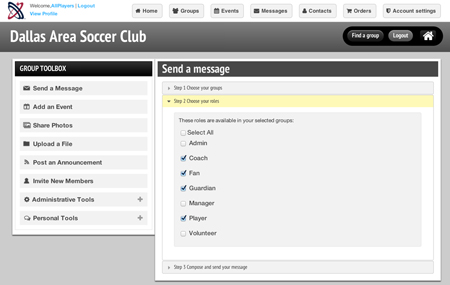 Welcome,AllPlayers | Logout
View Profile
Home
Groups
Events
Messages
Contacts
Orders
Account settings
Dallas Area Soccer Club
Find a group
Logout
GROUP TOOLBOX
Send a Message
Add an Event
Share Photos
Upload a File
Post an Announcement
Invite New Members
Administrative Tools +
Personal Tools +
Send a message
Step 1 Choose your groups
Step 2 Choose your roles
These roles are available in your selected groups:
Select All
Admin
Coach
Fan
Guardian
Manager
Player
Volunteer
Step 3 Compose and send your message